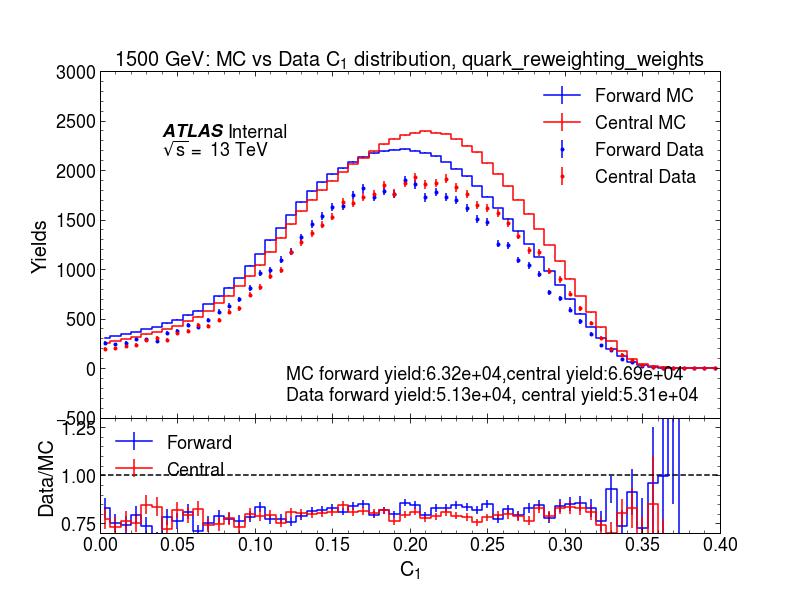 1500 GeV: MC vs Data C₁ distribution, quark_reweighting_weights
3000
2500
2000
1500
1000
500
0
-500
Yields
ATLAS Internal
√s = 13 TeV
Forward MC
Central MC
Forward Data
Central Data
MC forward yield:6.32e+04,central yield:6.69e+04
Data forward yield:5.13e+04, central yield:5.31e+04
1.25
1.00
0.75
Data/MC
Forward
Central
0.00 0.05 0.10 0.15 0.20 0.25 0.30 0.35 0.40
C₁